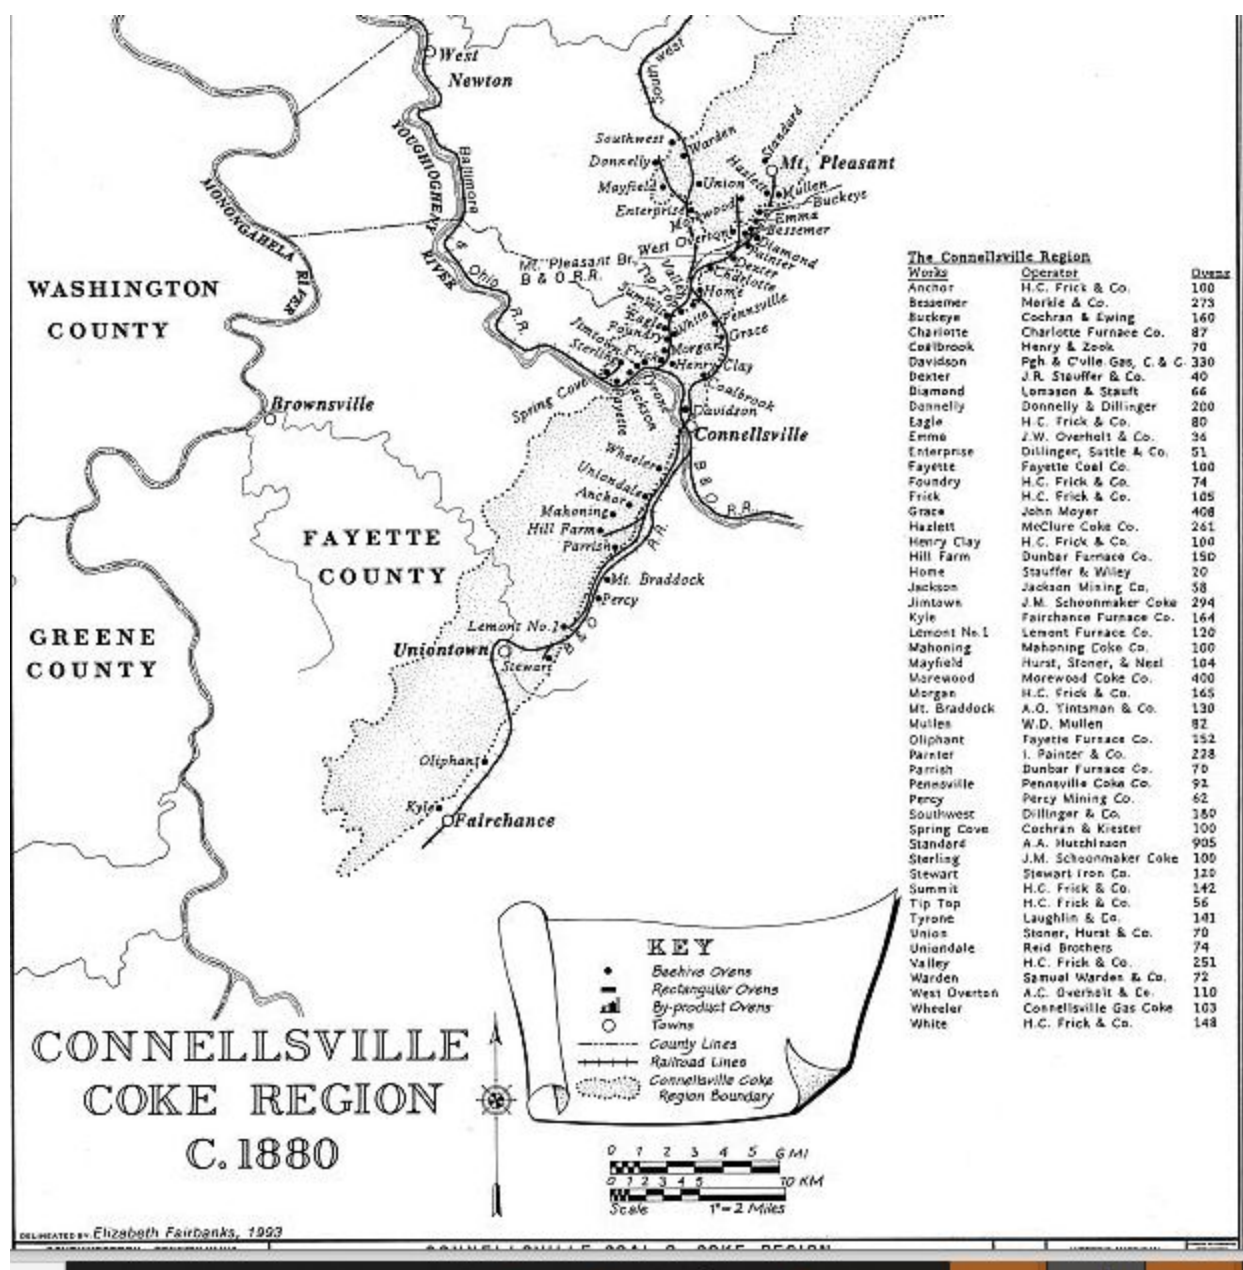 West
Newton
South
west
YOUGHIOGHENY
RIVER
Baltimore
& Ohio R.R.
MONONGAHELA
RIVER
Southwest
Warden
Standard
Donnelly
Mt. Pleasant
Mayfield
Union
Hazlett
Mullen
Enterprise
Morewood
Buckeye
Emma
Bessemer
West Overton
Diamond
Painter
Mt. Pleasant Br.
B & O R.R.
Dexter
Charlotte
Tip Top
Valley
Home
Summit
Pennsville
Eagle
White
Foundry
Grace
Jimtown
Frick
Morgan
Sterling
Henry Clay
Spring Cove
Fayette
Jackson
Tyrone
Coalbrook
Davidson
Connellsville
WASHINGTON
COUNTY
Brownsville
Wheeler
Uniondale
Anchor
Mahoning
Hill Farm
Parrish
B & O R.R.
FAYETTE
COUNTY
Mt. Braddock
Percy
Lemont No.1
B & O
R.R.
GREENE
COUNTY
Uniontown
Stewart
Oliphant
Kyle
Fairchance
The Connellsville Region
Works Operator Ovens
Anchor H.C. Frick & Co. 100
Bessemer Morkle & Co. 273
Buckeye Cochran & Ewing 160
Charlotte Charlotte Furnace Co. 87
Coalbrook Henry & Zook 70
Davidson Pgh. & C'ville Gas, C. & C. 330
Dexter J.R. Stauffer & Co. 40
Diamond Lomason & Stauft 66
Donnelly Donnelly & Dillinger 200
Eagle H.C. Frick & Co. 80
Emma J.W. Overholt & Co. 36
Enterprise Dillinger, Suttle & Co. 51
Fayette Fayette Coal Co. 100
Foundry H.C. Frick & Co. 74
Frick H.C. Frick & Co. 105
Grace John Moyer 408
Hazlett McClure Coke Co. 261
Henry Clay H.C. Frick & Co. 100
Hill Farm Dunbar Furnace Co. 150
Home Stauffer & Wiley 20
Jackson Jackson Mining Co. 58
Jimtown J.M. Schoonmaker Coke 294
Kyle Fairchance Furnace Co. 164
Lemont No.1 Lemont Furnace Co. 120
Mahoning Mahoning Coke Co. 100
Mayfield Hurst, Stoner, & Neel 104
Morewood Morewood Coke Co. 400
Morgan H.C. Frick & Co. 165
Mt. Braddock A.O. Tintsman & Co. 130
Mullen W.D. Mullen 82
Oliphant Fayette Furnace Co. 152
Painter I. Painter & Co. 228
Parrish Dunbar Furnace Co. 70
Pennsville Pennsville Coke Co. 92
Percy Percy Mining Co. 62
Southwest Dillinger & Co. 180
Spring Cove Cochran & Kiester 100
Standard A.A. Hutchinson 905
Sterling J.M. Schoonmaker Coke 100
Stewart Stewart Iron Co. 120
Summit H.C. Frick & Co. 142
Tip Top H.C. Frick & Co. 56
Tyrone Laughlin & Co. 141
Union Stoner, Hurst & Co. 70
Uniondale Reid Brothers 74
Valley H.C. Frick & Co. 251
Warden Samuel Warden & Co. 72
West Overton A.C. Overholt & Co. 110
Wheeler Connellsville Gas Coke 103
White H.C. Frick & Co. 148
KEY
Beehive Ovens
Rectangular Ovens
By-product Ovens
Towns
County Lines
Railroad Lines
Connellsville Coke
Region Boundary
CONNELLSVILLE
COKE REGION
C. 1880
0 1 2 3 4 5 6 MI
0 1 2 3 4 5 10 KM
Scale 1" = 2 Miles
DELINEATED BY: Elizabeth Fairbanks, 1993
CONNELLSVILLE COAL & COKE REGION